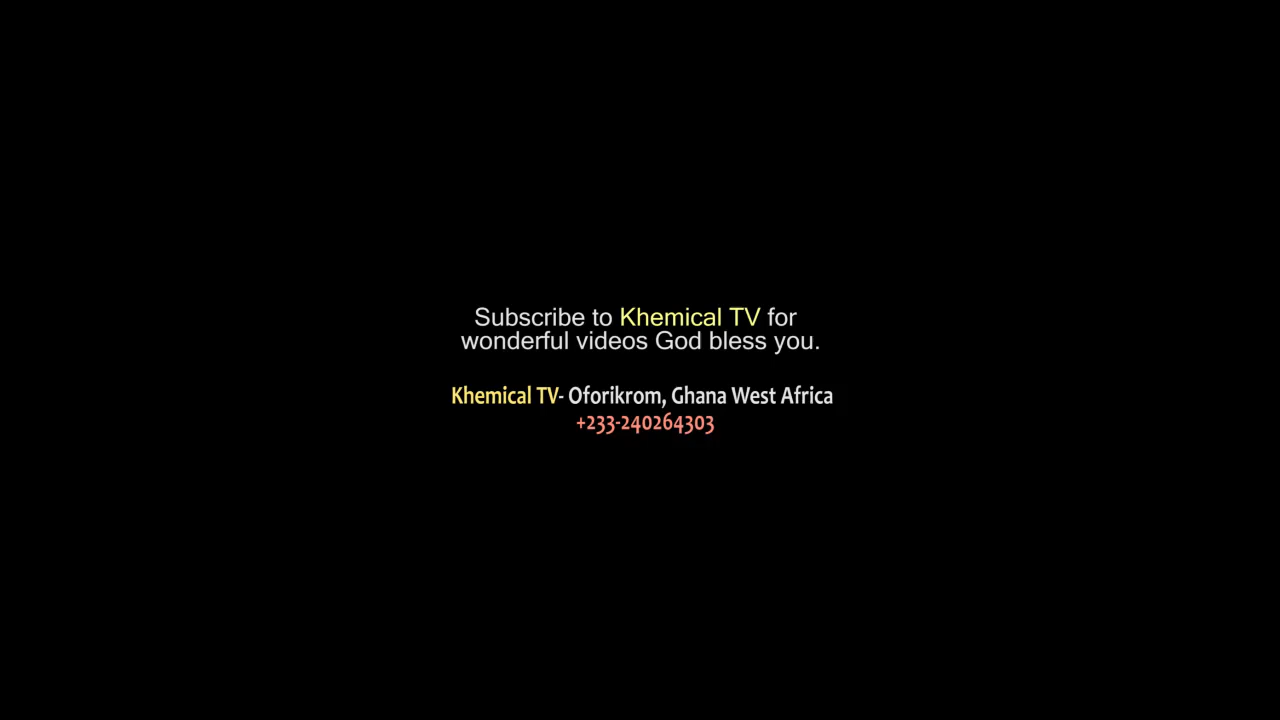 Subscribe to Khemical TV for
wonderful videos God bless you.
Khemical TV- Oforikrom, Ghana West Africa
+233-240264303